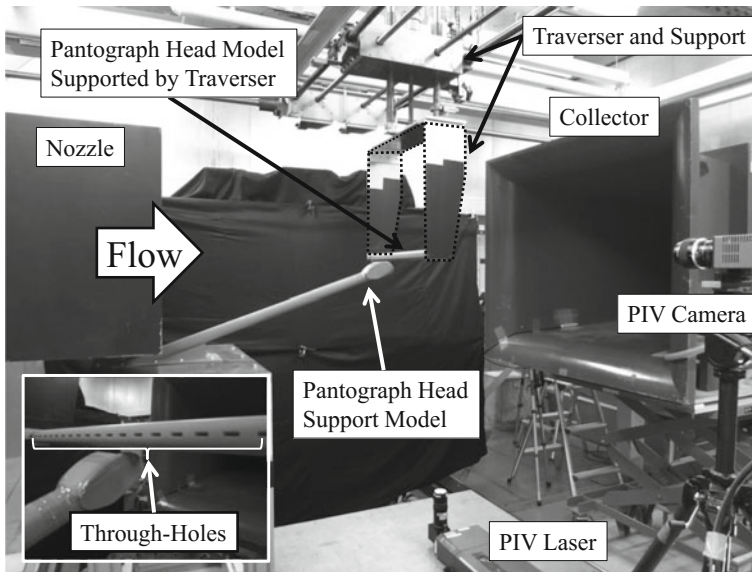 Pantograph Head Model
Supported by Traverser
Traverser and Support
Collector
Nozzle
Flow
PIV Camera
Pantograph Head
Support Model
Through-Holes
PIV Laser